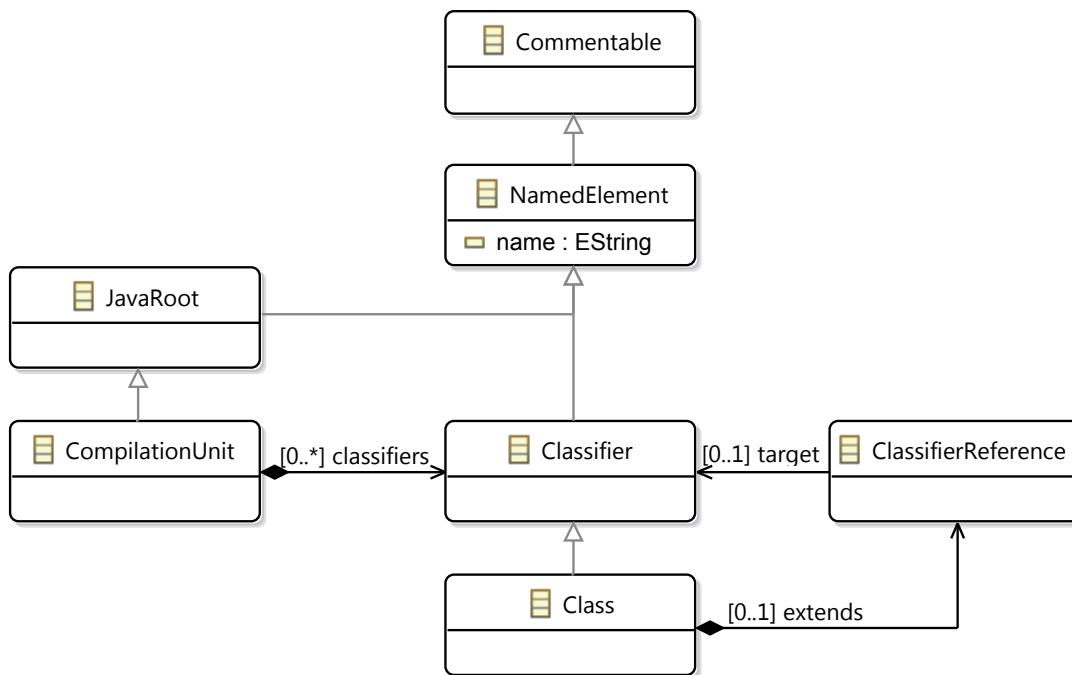 Commentable
NamedElement
name : EString
JavaRoot
CompilationUnit
[0..*] classifiers
Classifier
[0..1] target
ClassifierReference
Class
[0..1] extends